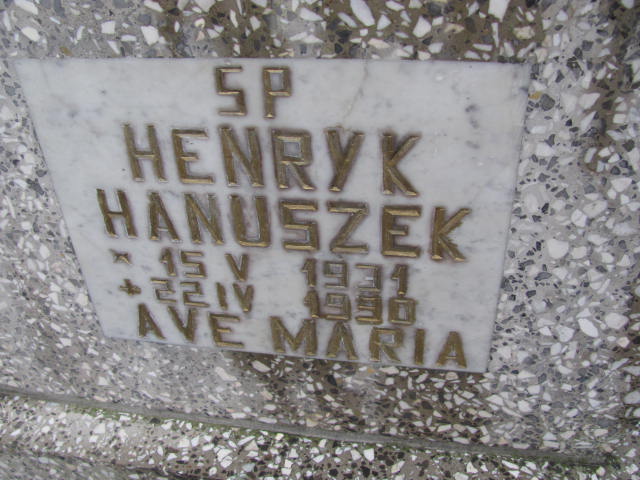 SP
HENRYK
HANUSZEK
* 15 V 1931
+ 22 IV 1990
AVE MARIA